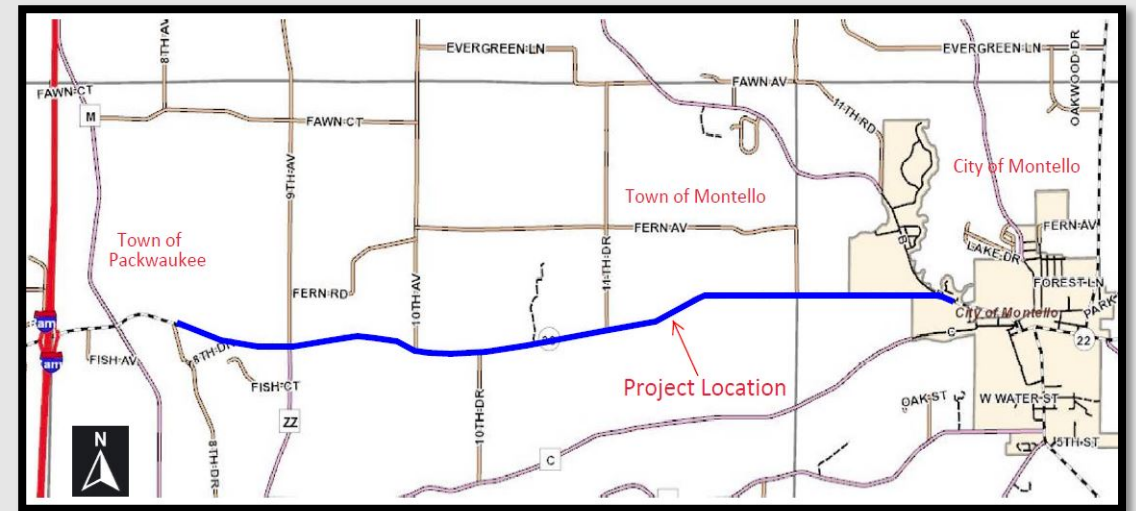 8TH AV
EVERGREEN LN
EVERGREEN LN
OAKWOOD DR
FAWN CT
FAWN AV
M
FAWN CT
11TH RD
9TH AV
City of Montello
Town of Montello
Town of
Packwaukee
FERN AV
FERN AV
B
LAKE DR
11TH DR
FERN RD
10TH AV
FOREST LN
PARK
City of Montello
C
22
FISH AV
8TH DR
FISH CT
Project Location
OAK ST
W WATER ST
10TH DR
ZZ
5TH ST
8TH DR
C
N